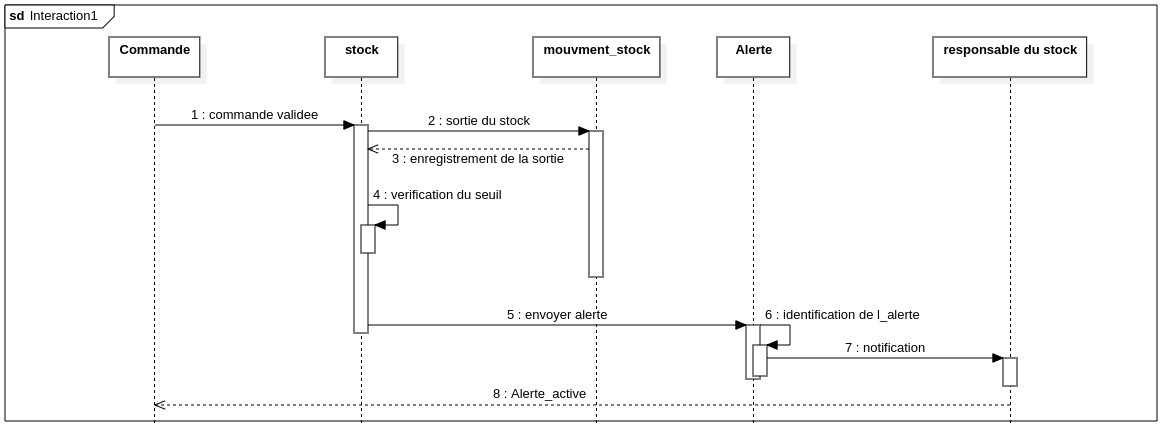 sd Interaction1
Commande
stock
mouvment_stock
Alerte
responsable du stock
1 : commande validee
2 : sortie du stock
3 : enregistrement de la sortie
4 : verification du seuil
5 : envoyer alerte
6 : identification de l_alerte
7 : notification
8 : Alerte_active